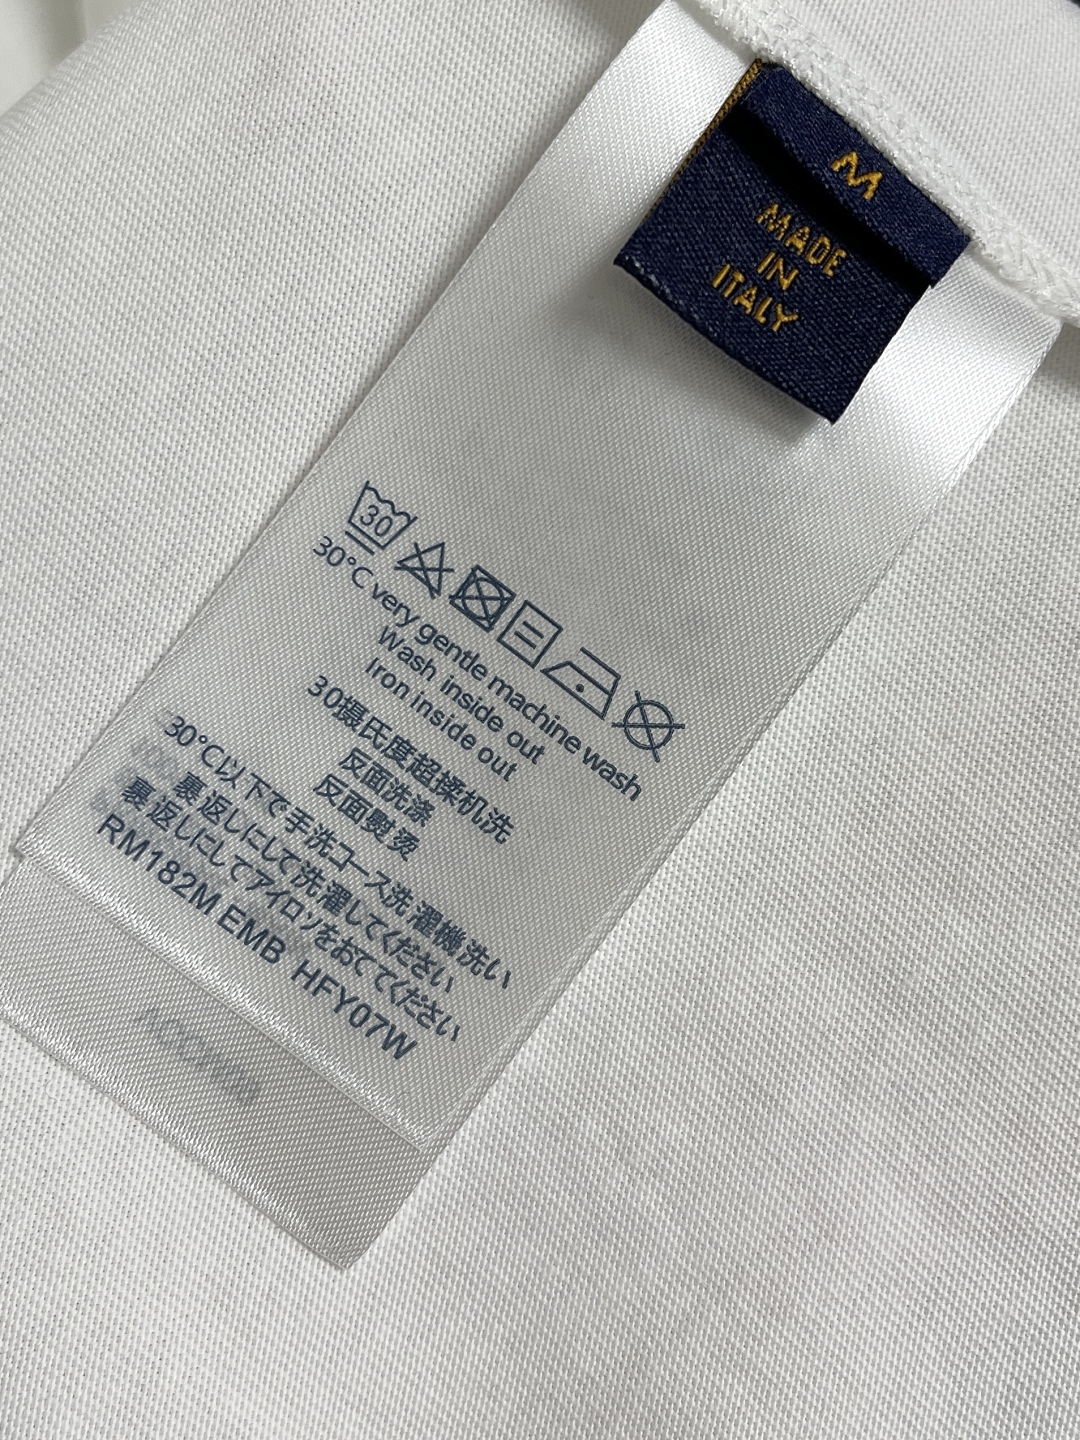 M
MADE
IN
ITALY
30
30°C very gentle machine wash
Wash inside out
Iron inside out
30摄氏度超揉机洗
反面洗涤
反面熨烫
30°C以下で手洗コース洗濯機洗い
裏返しにして洗濯してください
裏返しにしてアイロンをおててください
RM182M EMB HFY07W